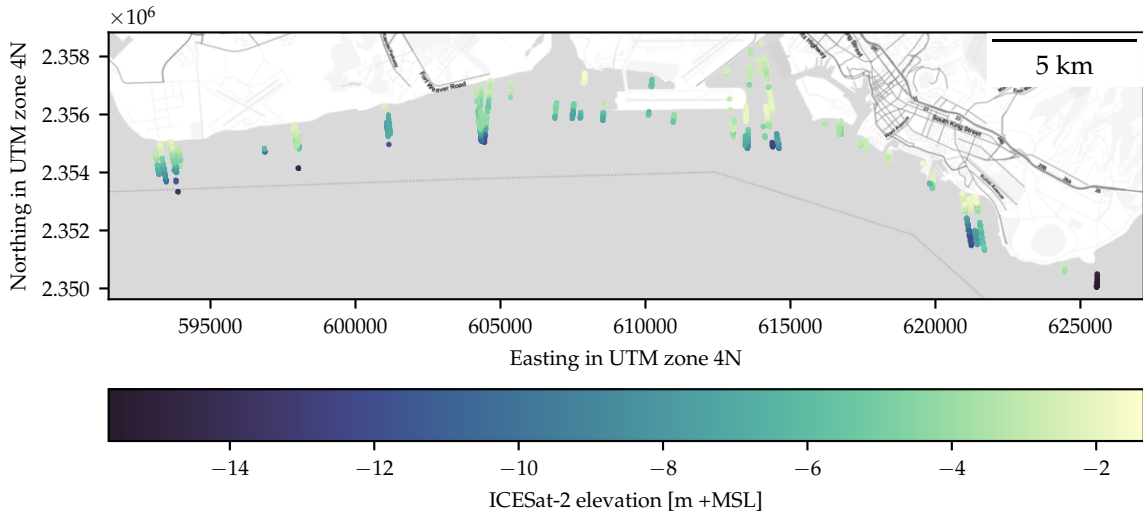 ×10⁶
2.358
2.356
2.354
2.352
2.350
Northing in UTM zone 4N
Fort Weaver Road
Highway
South King Street
5 km
595000
600000
605000
610000
615000
620000
625000
Easting in UTM zone 4N
−14
−12
−10
−8
−6
−4
−2
ICESat-2 elevation [m +MSL]